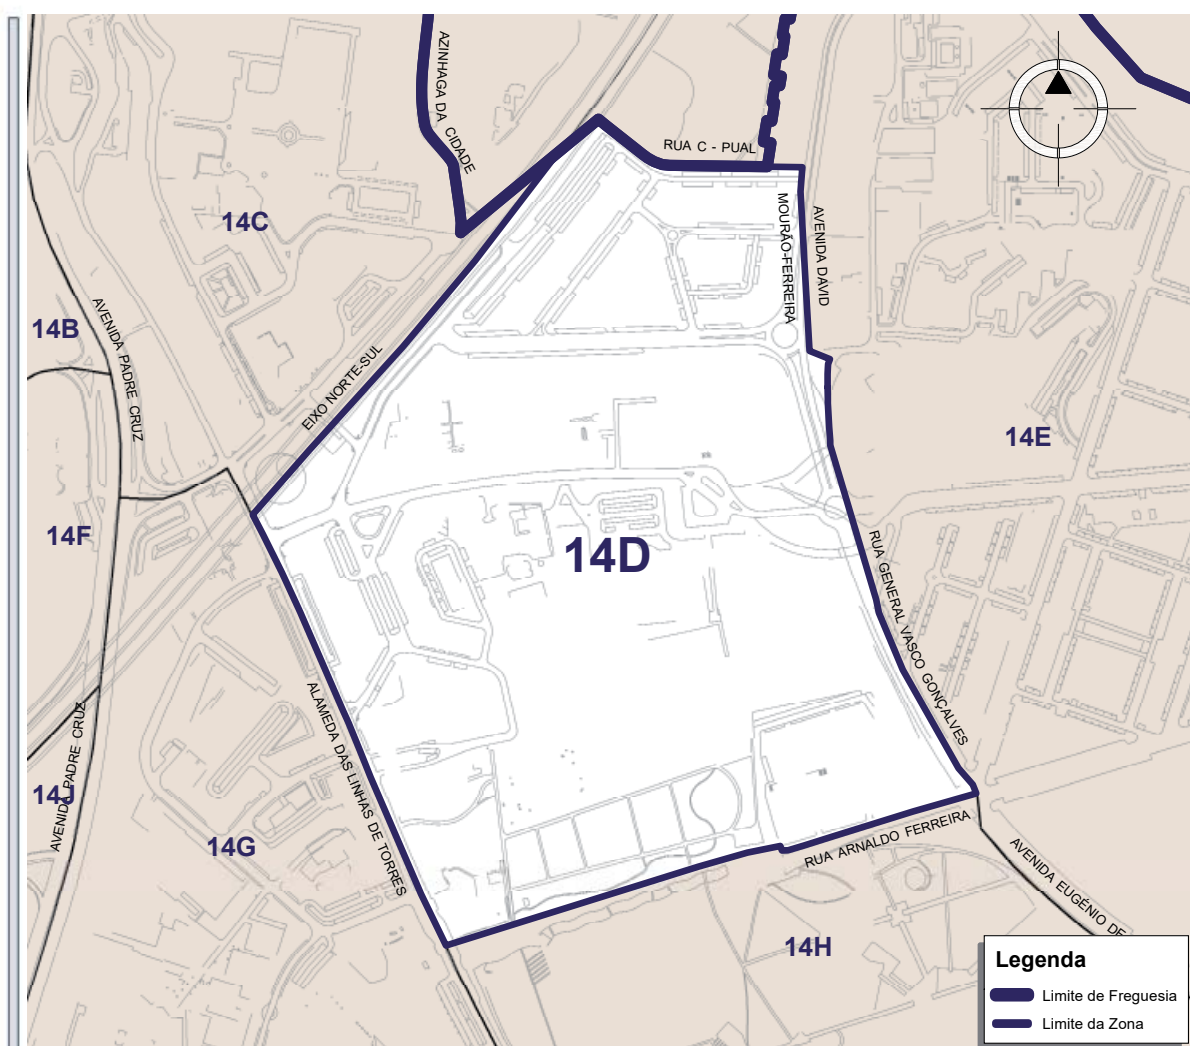 AZINHAGA DA CIDADE
RUA C - PUAL
MOURÃO-FERREIRA
AVENIDA DAVID
14C
AVENIDA PADRE CRUZ
14B
EIXO NORTE-SUL
14E
14F
14D
RUA GENERAL VASCO GONÇALVES
ALAMEDA DAS LINHAS DE TORRES
AVENIDA PADRE CRUZ
14J
14G
RUA ARNALDO FERREIRA
AVENIDA EUGÉNIO DE
14H
Legenda
Limite de Freguesia
Limite da Zona